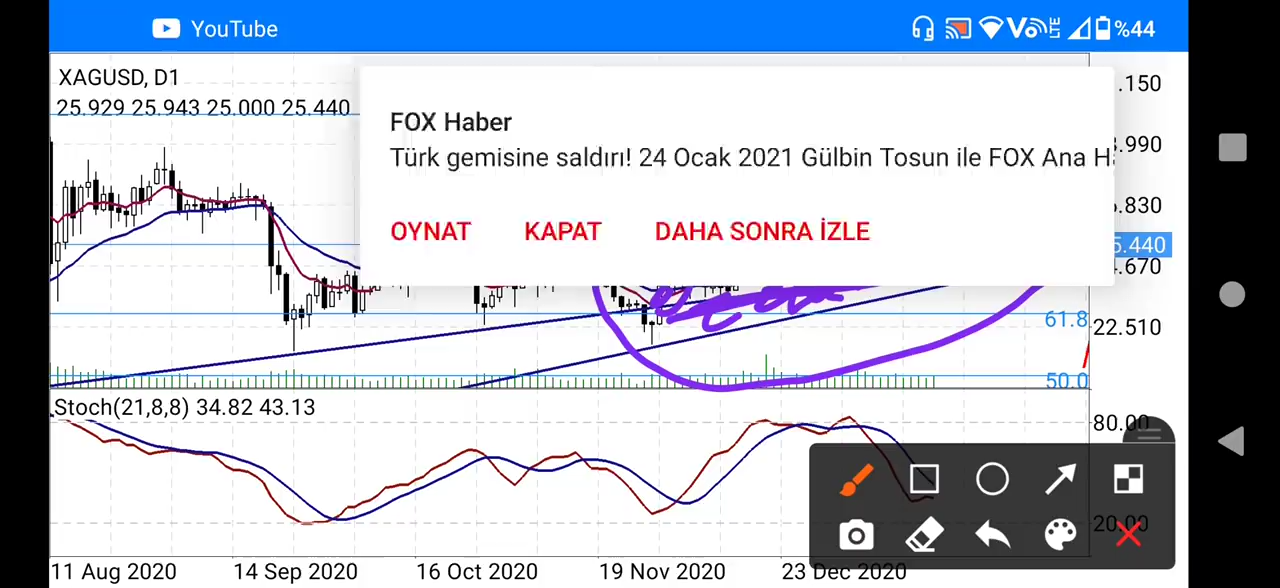 YouTube
LTE
%44
XAGUSD, D1
25.929 25.943 25.000 25.440
FOX Haber
Türk gemisine saldırı! 24 Ocak 2021 Gülbin Tosun ile FOX Ana H
OYNAT KAPAT DAHA SONRA İZLE
.150
.990
.830
5.440
.670
61.8
22.510
50.0
Stoch(21,8,8) 34.82 43.13
80.00
20.00
11 Aug 2020 14 Sep 2020 16 Oct 2020 19 Nov 2020 23 Dec 2020